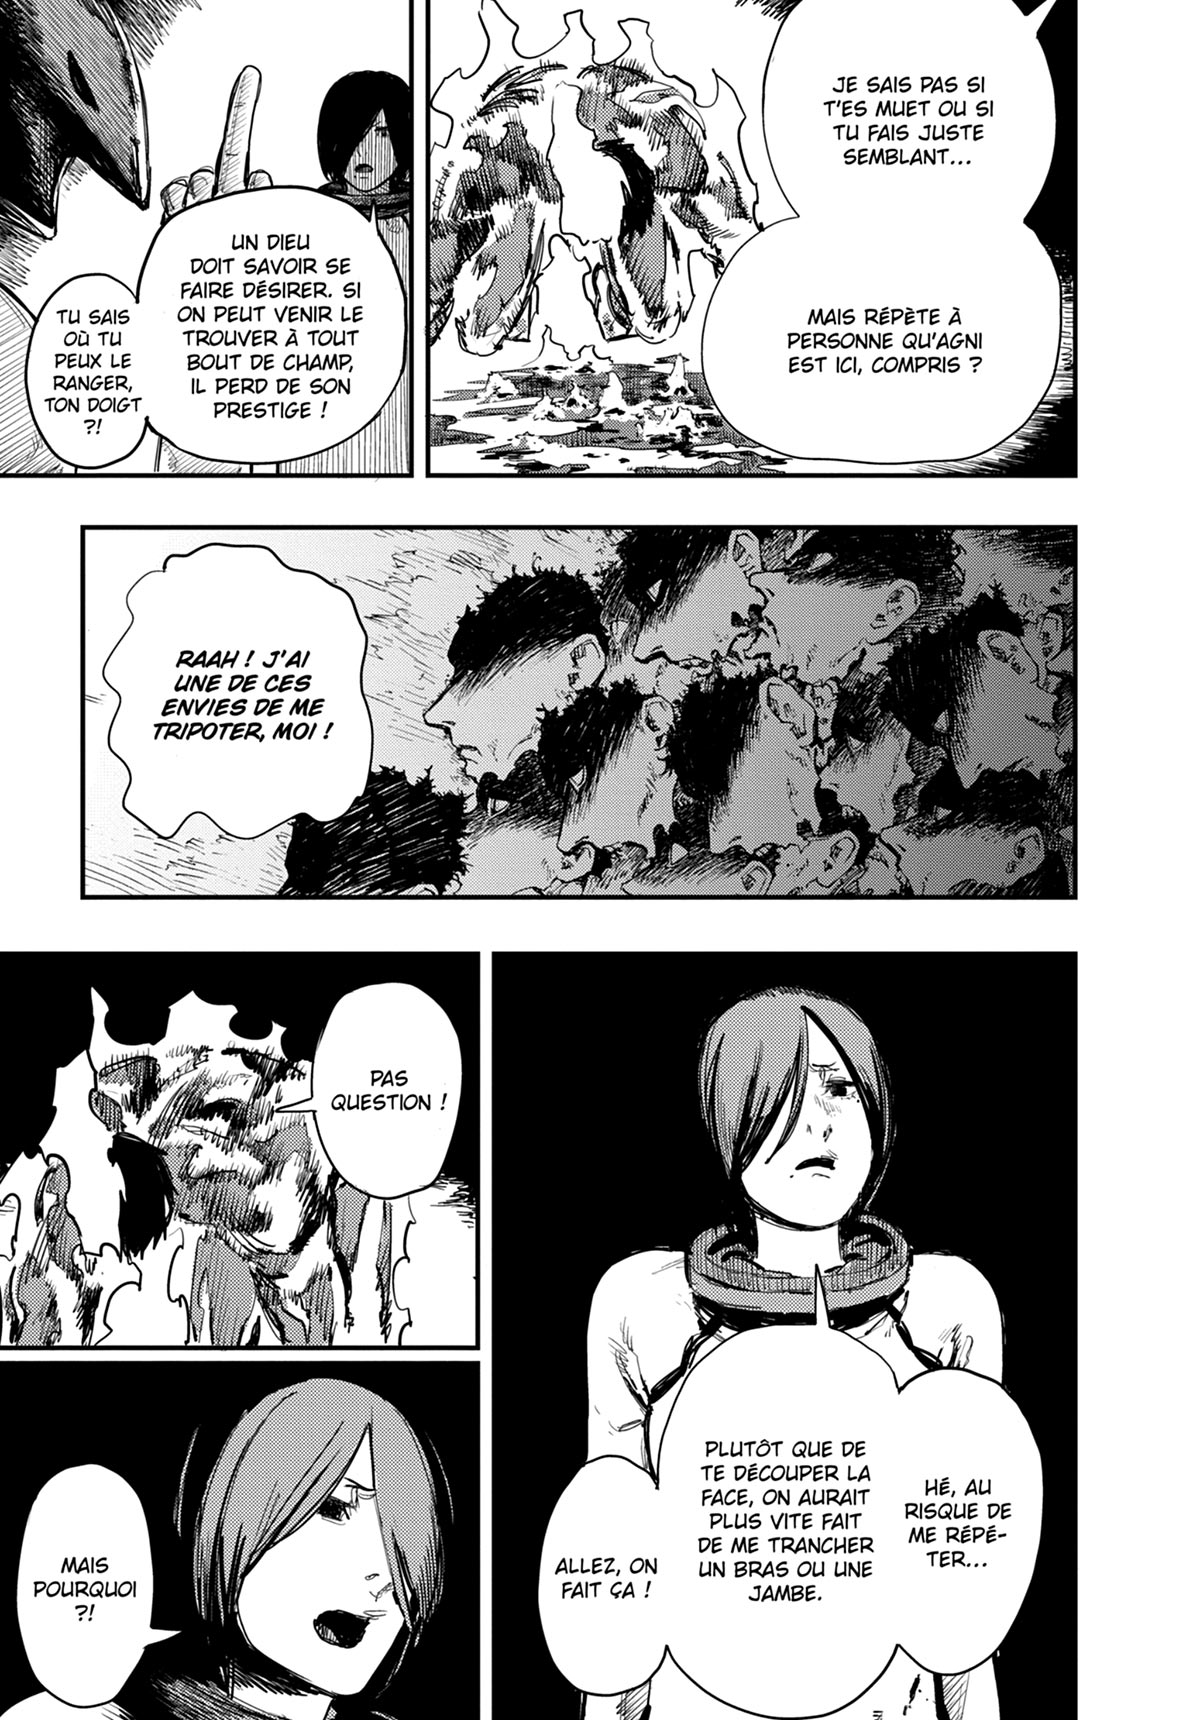 JE SAIS PAS SI
T'ES MUET OU SI
TU FAIS JUSTE
SEMBLANT...
MAIS RÉPÈTE À
PERSONNE QU'AGNI
EST ICI, COMPRIS ?
UN DIEU
DOIT SAVOIR SE
FAIRE DÉSIRER. SI
ON PEUT VENIR LE
TROUVER À TOUT
BOUT DE CHAMP,
IL PERD DE SON
PRESTIGE !
TU SAIS
OÙ TU
PEUX LE
RANGER,
TON DOIGT
?!
RAAH ! J'AI
UNE DE CES
ENVIES DE ME
TRIPOTER, MOI !
HÉ, AU
RISQUE DE
ME RÉPÉ-
TER...
PLUTÔT QUE DE
TE DÉCOUPER LA
FACE, ON AURAIT
PLUS VITE FAIT
DE ME TRANCHER
UN BRAS OU UNE
JAMBE.
ALLEZ, ON
FAIT ÇA !
PAS
QUESTION !
MAIS
POURQUOI
?!